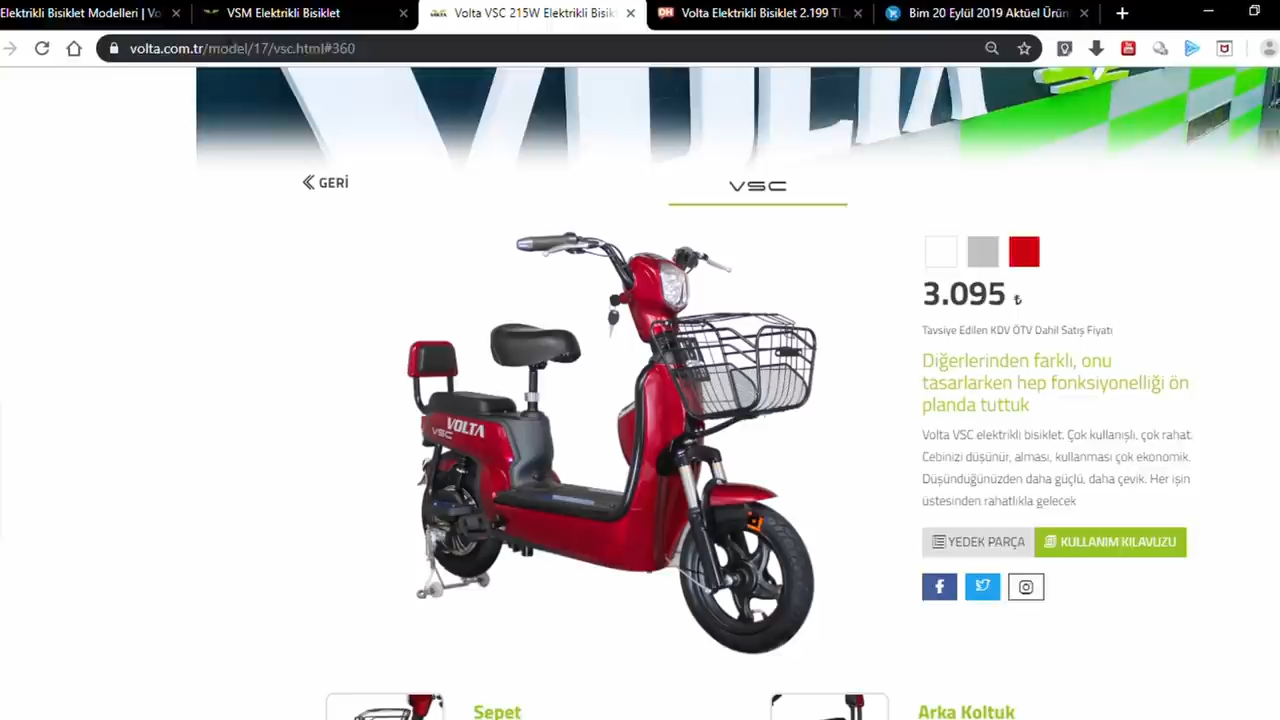 Elektrikli Bisiklet Modelleri | Vo
VSM Elektrikli Bisiklet
Volta VSC 215W Elektrikli Bisik
DH
Volta Elektrikli Bisiklet 2.199 TL
Bim 20 Eylül 2019 Aktüel Ürün
volta.com.tr/model/17/vsc.html#360
VOLTA
GERİ
VSC
3.095 ₺
Tavsiye Edilen KDV ÖTV Dahil Satış Fiyatı
Diğerlerinden farklı, onu
tasarlarken hep fonksiyonelliği ön
planda tuttuk
Volta VSC elektrikli bisiklet. Çok kullanışlı, çok rahat.
Cebinizi düşünür, alması, kullanması çok ekonomik.
Düşündüğünüzden daha güçlü, daha çevik. Her işin
üstesinden rahatlıkla gelecek
YEDEK PARÇA
KULLANIM KILAVUZU
VOLTA
VSC
Sepet
Arka Koltuk